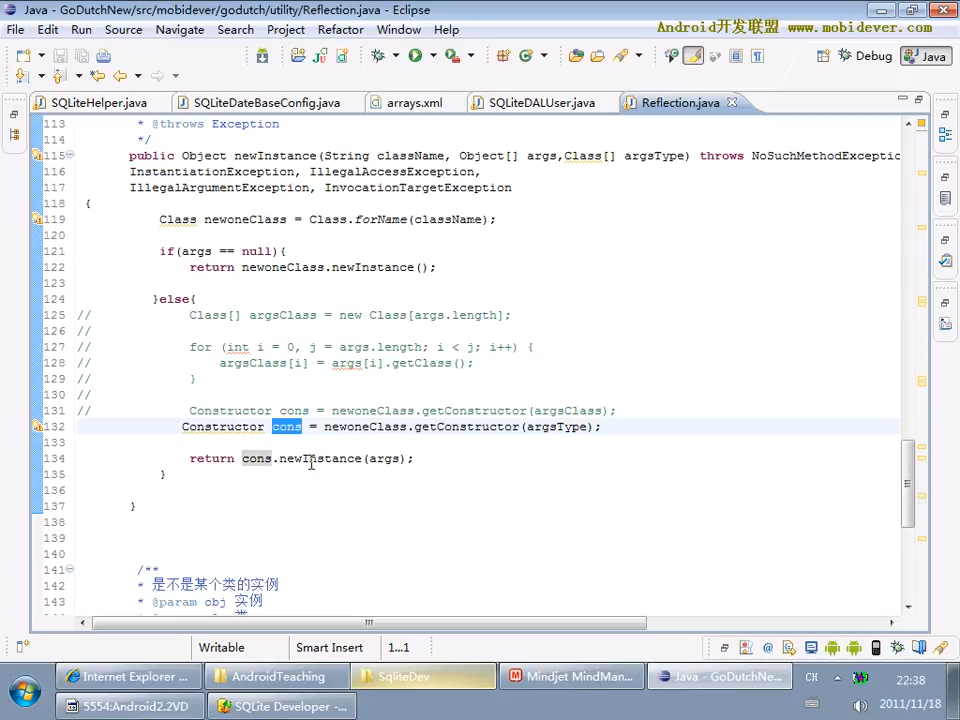 Java - GoDutchNew/src/mobidever/godutch/utility/Reflection.java - Eclipse
File Edit Source Refactor Navigate Search Project Run Window Help
Android开发联盟 www.mobidever.com
Debug Java
SQLiteHelper.java SQLiteDateBaseConfig.java arrays.xml SQLiteDALUser.java Reflection.java
113 * @throws Exception
114 */
115 public Object newInstance(String className, Object[] args,Class[] argsType) throws NoSuchMethodExceptio
116 InstantiationException, IllegalAccessException,
117 IllegalArgumentException, InvocationTargetException
118 {
119 Class newoneClass = Class.forName(className);
120
121 if(args == null){
122 return newoneClass.newInstance();
123
124 }else{
125 // Class[] argsClass = new Class[args.length];
126 //
127 // for (int i = 0, j = args.length; i < j; i++) {
128 // argsClass[i] = args[i].getClass();
129 // }
130 //
131 // Constructor cons = newoneClass.getConstructor(argsClass);
132 Constructor cons = newoneClass.getConstructor(argsType);
133
134 return cons.newInstance(args);
135 }
136
137 }
138
139
140
141 /**
142 * 是不是某个类的实例
143 * @param obj 实例
Writable Smart Insert 1...1
Internet Explorer ... AndroidTeaching SqliteDev Mindjet MindMan... Java - GoDutchNe... CH 22:38
5554:Android2.2VD SQLite Developer -... 2011/11/18